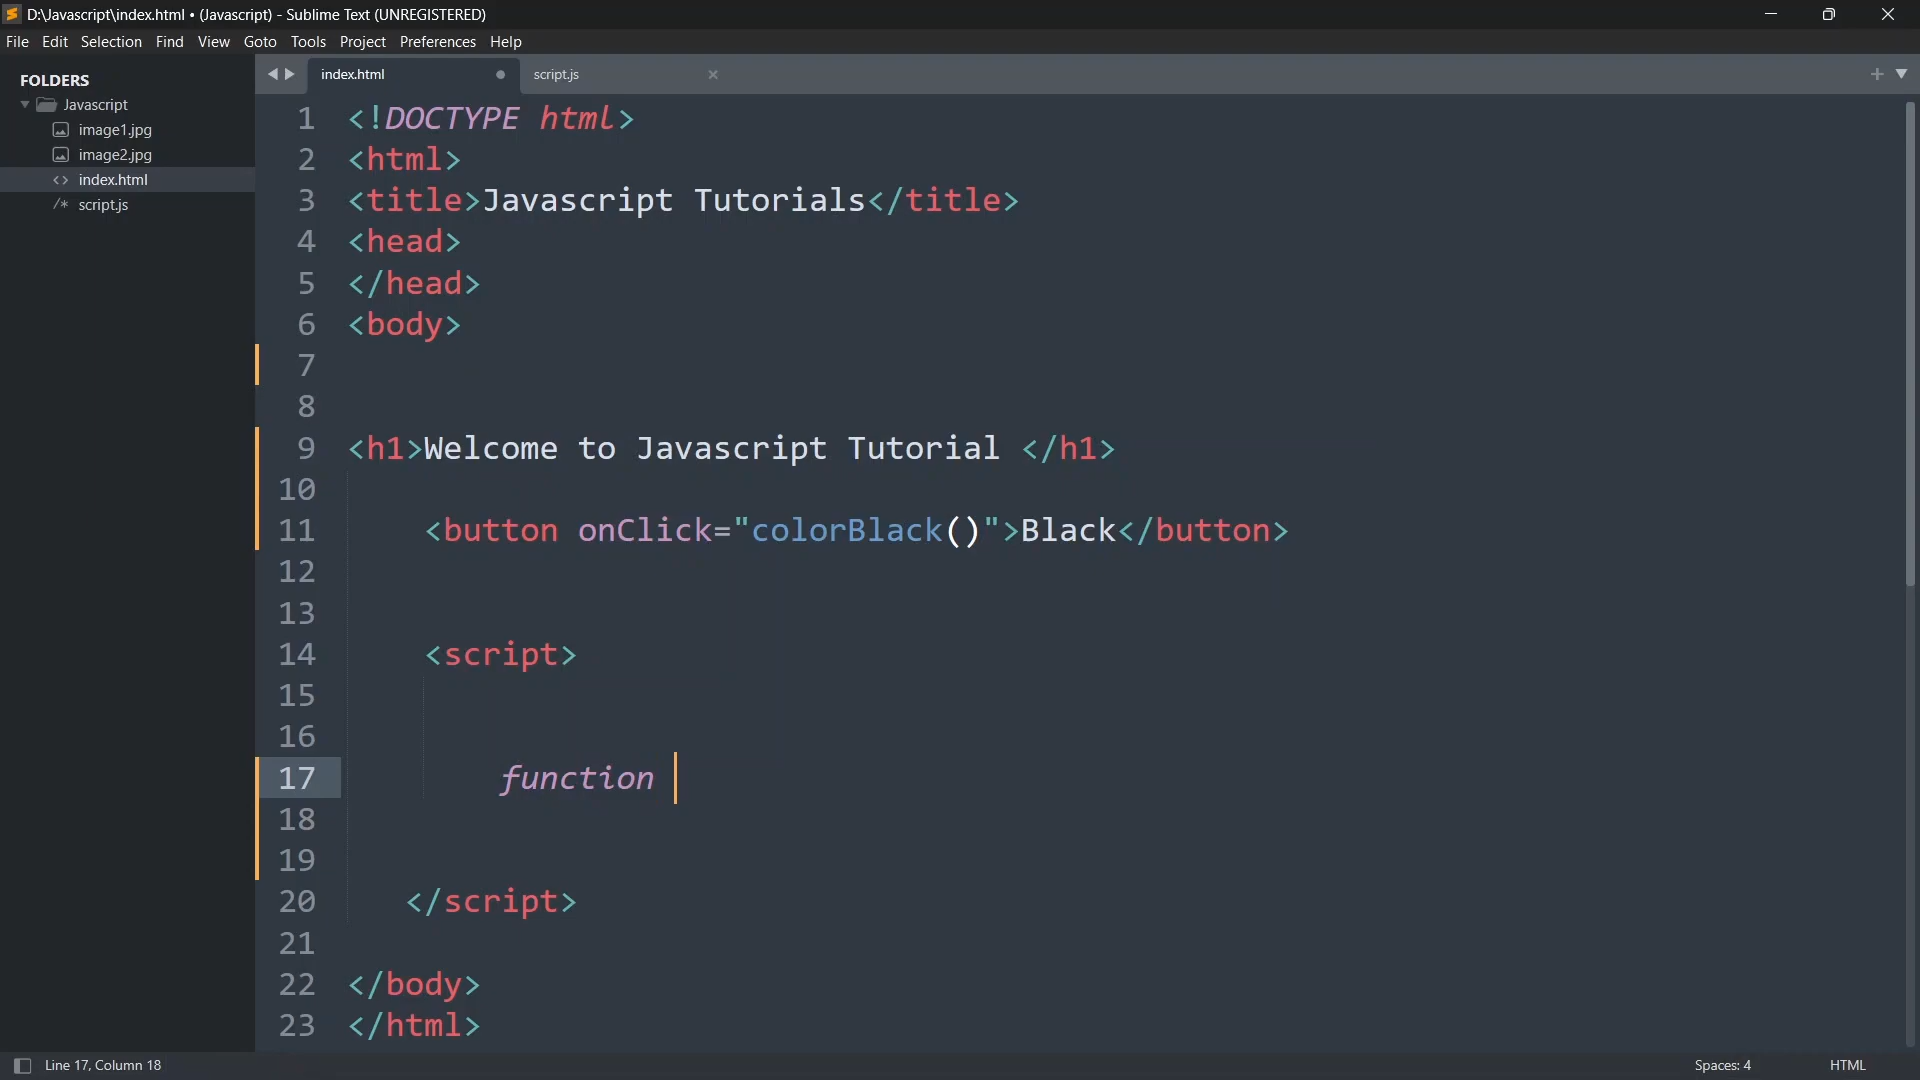 D:\Javascript\index.html • (Javascript) - Sublime Text (UNREGISTERED)
File Edit Selection Find View Goto Tools Project Preferences Help
FOLDERS
Javascript
image1.jpg
image2.jpg
<> index.html
/* script.js
index.html
script.js
1 <!DOCTYPE html>
2 <html>
3 <title>Javascript Tutorials</title>
4 <head>
5 </head>
6 <body>
7
8
9 <h1>Welcome to Javascript Tutorial </h1>
10
11 <button onClick="colorBlack()">Black</button>
12
13
14 <script>
15
16
17 function
18
19
20 </script>
21
22 </body>
23 </html>
Line 17, Column 18
Spaces: 4
HTML